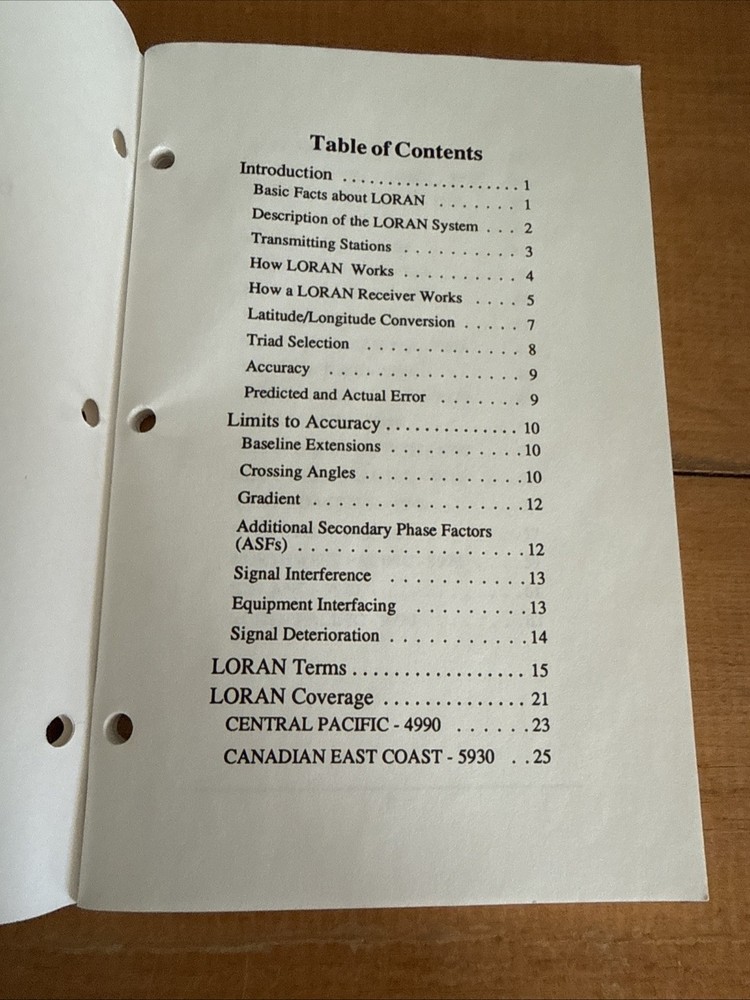 Table of Contents
Introduction .................... 1
Basic Facts about LORAN ....... 1
Description of the LORAN System ... 2
Transmitting Stations .......... 3
How LORAN Works .......... 4
How a LORAN Receiver Works .... 5
Latitude/Longitude Conversion ..... 7
Triad Selection ............. 8
Accuracy ................ 9
Predicted and Actual Error ....... 9
Limits to Accuracy ............. 10
Baseline Extensions ........... 10
Crossing Angles ............. 10
Gradient ................. 12
Additional Secondary Phase Factors
(ASFs) .................. 12
Signal Interference ........... 13
Equipment Interfacing ......... 13
Signal Deterioration ........... 14
LORAN Terms ................. 15
LORAN Coverage .............. 21
CENTRAL PACIFIC - 4990 ...... 23
CANADIAN EAST COAST - 5930 .. 25